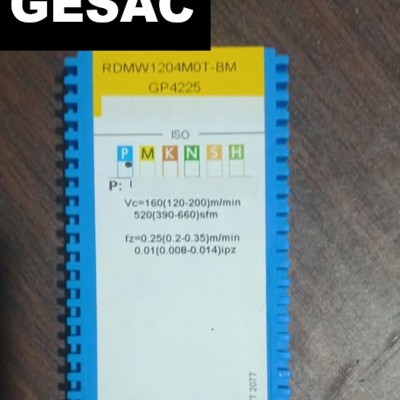 GESAC
RDMW1204M0T-BM
GP4225
ISO
P M K N S H
P:
Vc=160(120-200)m/min
520(390-660)sfm
fz=0.25(0.2-0.35)m/min
0.01(0.008-0.014)ipz
T 2077